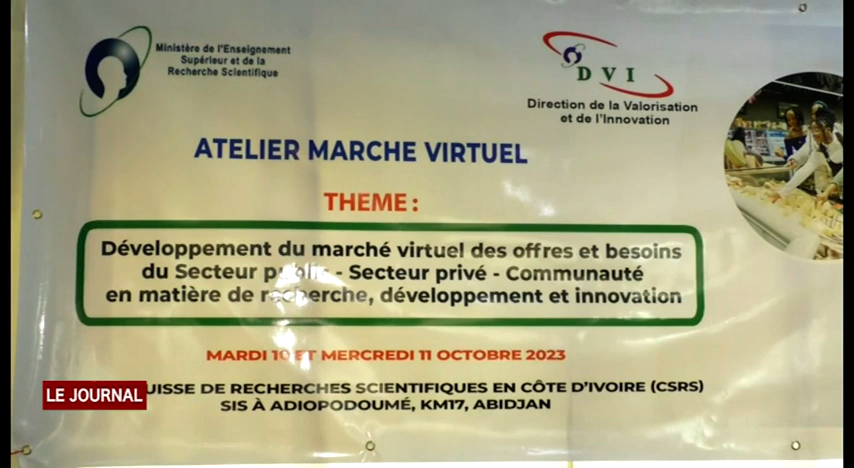 Ministère de l'Enseignement
Supérieur et de la
Recherche Scientifique
DVI
Direction de la Valorisation
et de l'Innovation
ATELIER MARCHE VIRTUEL
THEME :
Développement du marché virtuel des offres et besoins
du Secteur public - Secteur privé - Communauté
en matière de recherche, développement et innovation
MARDI 10 ET MERCREDI 11 OCTOBRE 2023
UISSE DE RECHERCHES SCIENTIFIQUES EN CÔTE D'IVOIRE (CSRS)
SIS À ADIOPODOUMÉ, KM17, ABIDJAN
LE JOURNAL